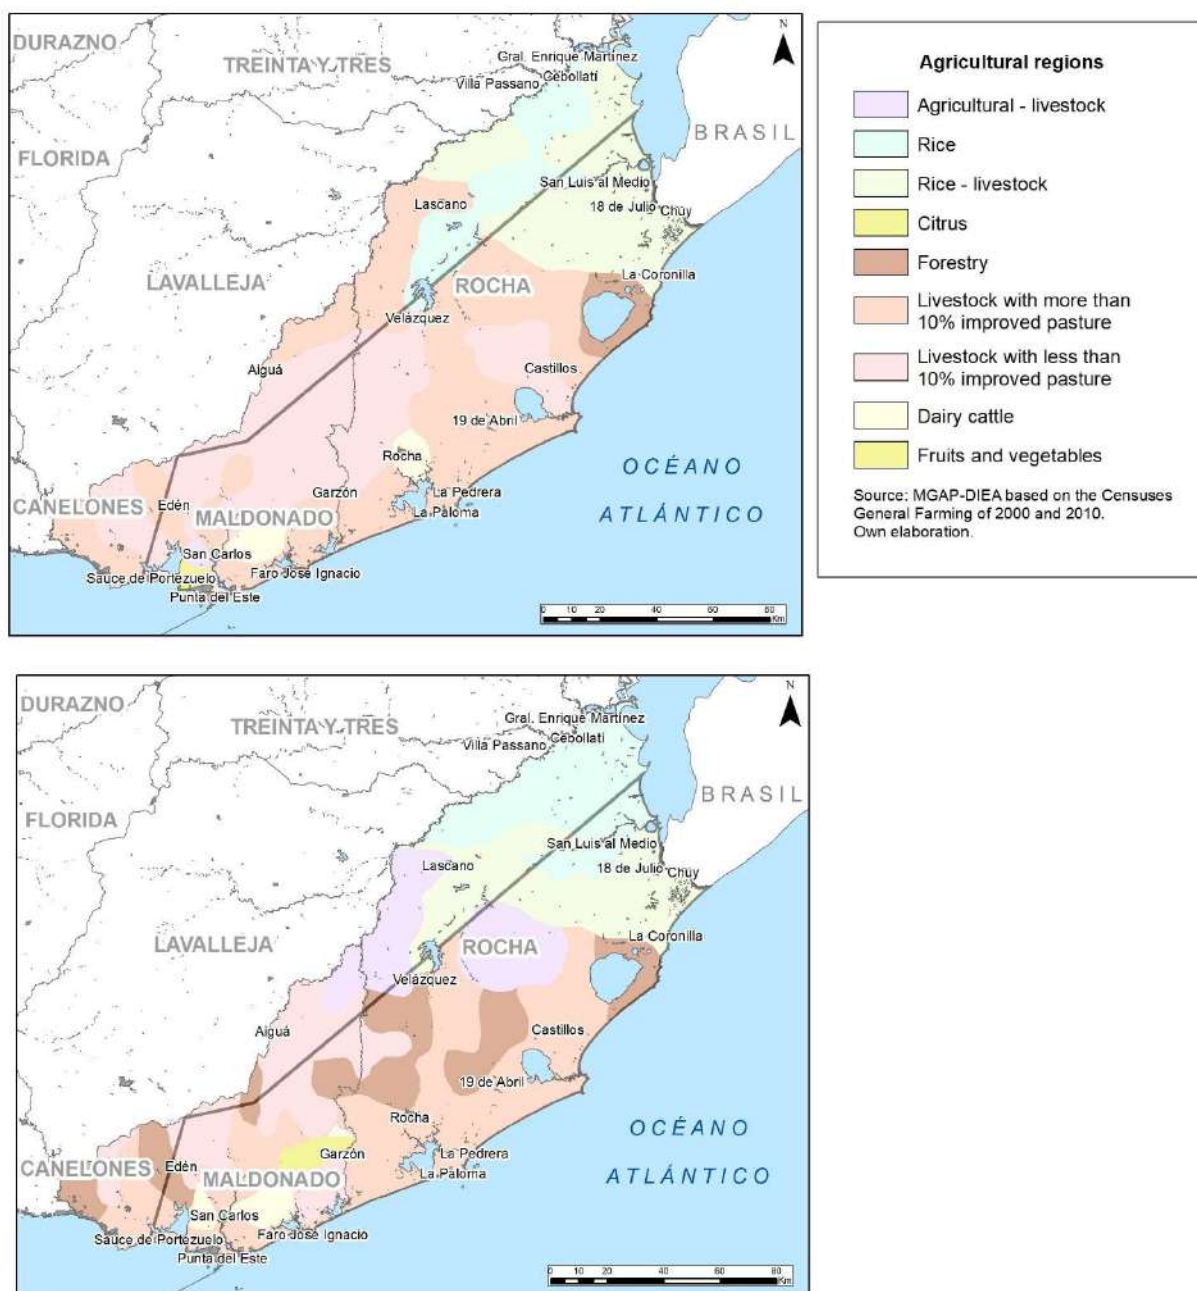 DURAZNO
TREINTA Y TRES
Gral. Enrique Martínez
Cebollatí
Villa Passano
N
BRASIL
FLORIDA
San Luis al Medio
18 de Julio
Chuy
Lascano
LAVALLEJA
ROCHA
La Coronilla
Velázquez
Aiguá
Castillos
19 de Abril
Rocha
OCÉANO
ATLÁNTICO
Garzón
La Pedrera
La Paloma
CANELONES
Edén
MALDONADO
San Carlos
Sauce de Portezuelo
Faro José Ignacio
Punta del Este
0 10 20 40 60 80
Km
Agricultural regions
Agricultural - livestock
Rice
Rice - livestock
Citrus
Forestry
Livestock with more than
10% improved pasture
Livestock with less than
10% improved pasture
Dairy cattle
Fruits and vegetables
Source: MGAP-DIEA based on the Censuses
General Farming of 2000 and 2010.
Own elaboration.
DURAZNO
TREINTA Y TRES
Gral. Enrique Martínez
Cebollatí
Villa Passano
N
BRASIL
FLORIDA
San Luis al Medio
18 de Julio
Chuy
Lascano
LAVALLEJA
ROCHA
La Coronilla
Velázquez
Aiguá
Castillos
19 de Abril
Rocha
OCÉANO
ATLÁNTICO
Garzón
La Pedrera
La Paloma
CANELONES
Edén
MALDONADO
San Carlos
Sauce de Portezuelo
Faro José Ignacio
Punta del Este
0 10 20 40 60 80
Km